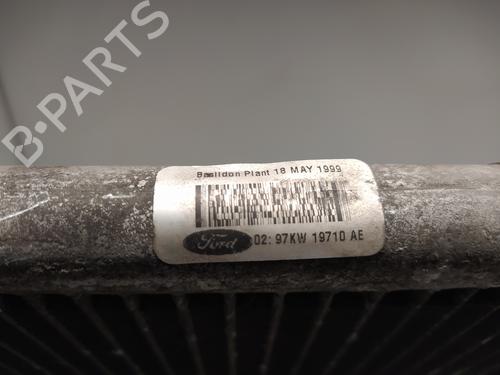 B-PARTS
Basildon Plant 18 MAY 1999
Ford 02: 97KW 19710 AE